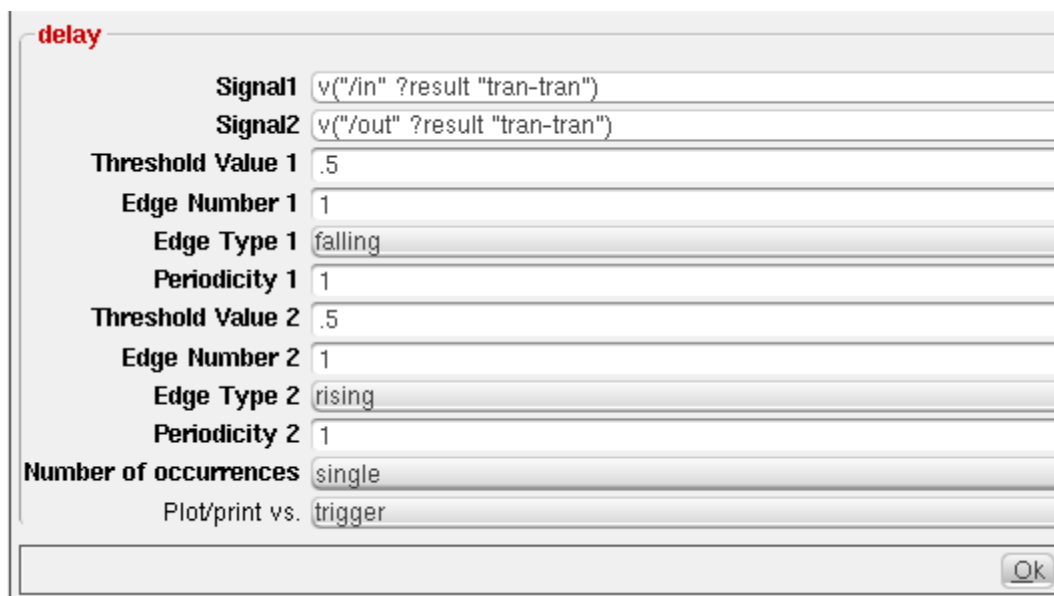 delay
Signal1 v("/in" ?result "tran-tran")
Signal2 v("/out" ?result "tran-tran")
Threshold Value 1 .5
Edge Number 1 1
Edge Type 1 falling
Periodicity 1 1
Threshold Value 2 .5
Edge Number 2 1
Edge Type 2 rising
Periodicity 2 1
Number of occurrences single
Plot/print vs. trigger
Ok